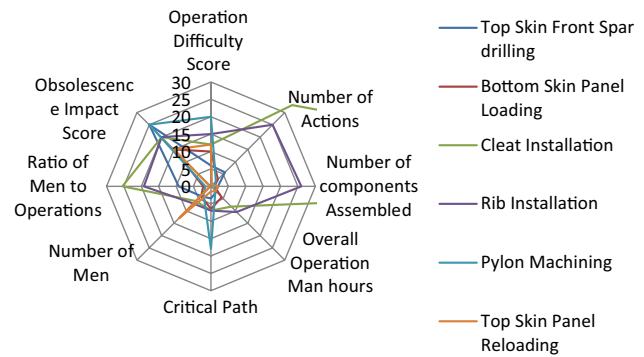 Operation
Difficulty
Score
Number of
Actions
Number of
components
Assembled
Overall
Operation
Man hours
Critical Path
Number of
Men
Ratio of
Men to
Operations
Obsolescenc
e Impact
Score
30
25
20
15
10
5
0
Top Skin Front Spar
drilling
Bottom Skin Panel
Loading
Cleat Installation
Rib Installation
Pylon Machining
Top Skin Panel
Reloading